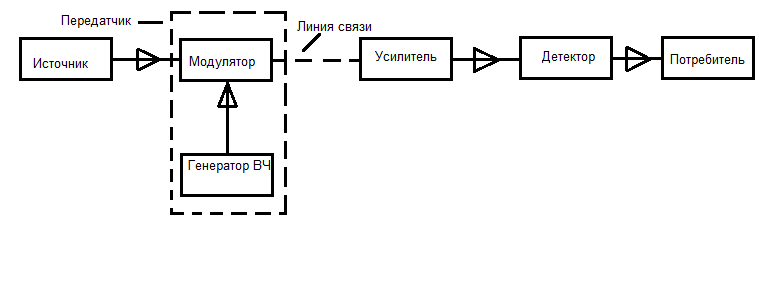 Передатчик
Линия связи
Источник
Модулятор
Усилитель
Детектор
Потребитель
Генератор ВЧ